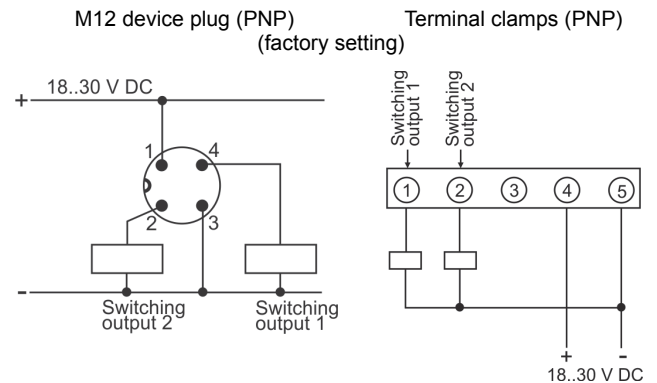 M12 device plug (PNP)
Terminal clamps (PNP)
(factory setting)
+
18..30 V DC
1
4
2
3
-
Switching
output 2
Switching
output 1
Switching
output 1
Switching
output 2
1
2
3
4
5
+
-
18..30 V DC